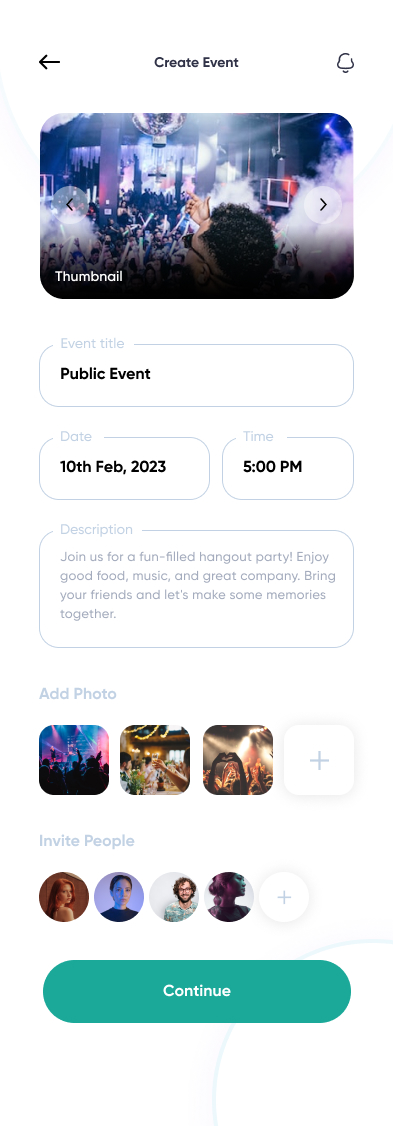 Create Event
Thumbnail
Event title
Public Event
Date
Time
10th Feb, 2023
5:00 PM
Description
Join us for a fun-filled hangout party! Enjoy
good food, music, and great company. Bring
your friends and let's make some memories
together.
Add Photo
Invite People
Continue